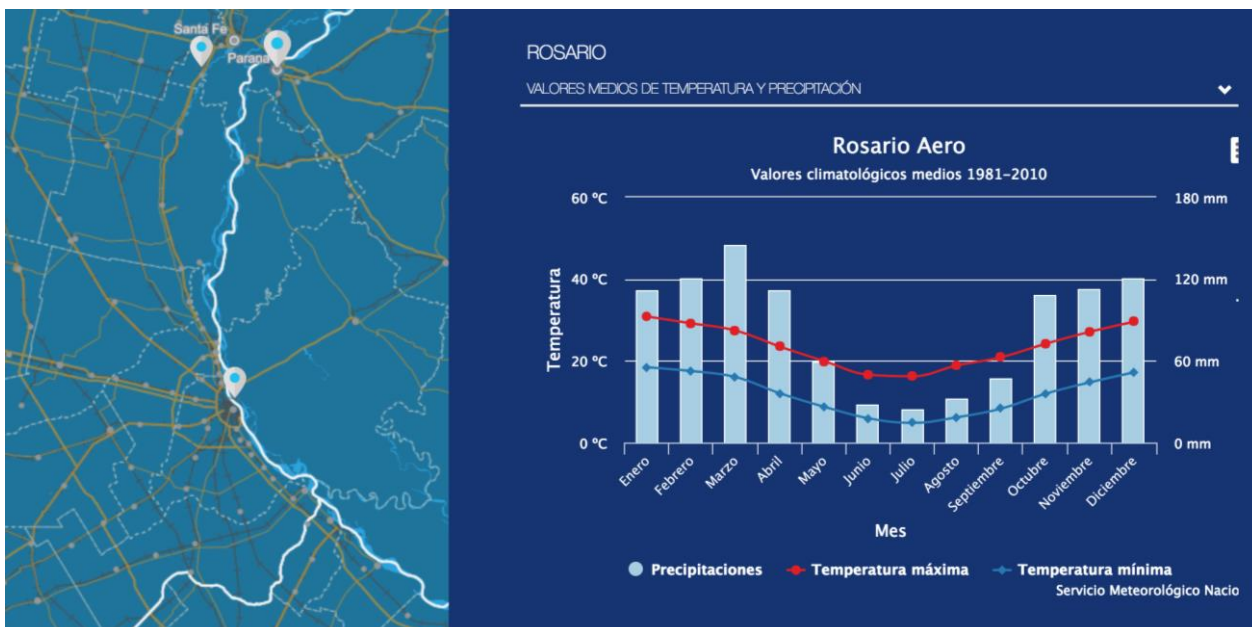 Santa Fe
Paraná
ROSARIO
VALORES MEDIOS DE TEMPERATURA Y PRECIPITACIÓN
Rosario Aero
Valores climatológicos medios 1981-2010
60 ºC
180 mm
40 ºC
120 mm
20 ºC
60 mm
0 ºC
0 mm
Temperatura
Enero
Febrero
Marzo
Abril
Mayo
Junio
Julio
Agosto
Septiembre
Octubre
Noviembre
Diciembre
Mes
Precipitaciones
Temperatura máxima
Temperatura mínima
Servicio Meteorológico Nacio